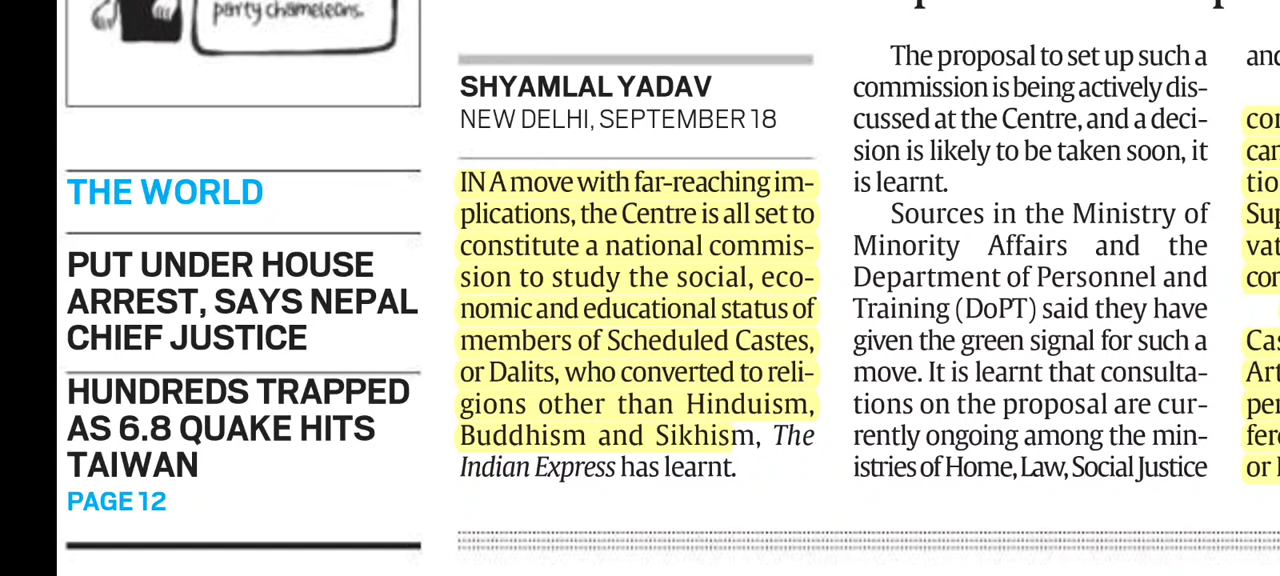 party chameleons.
THE WORLD
PUT UNDER HOUSE
ARREST, SAYS NEPAL
CHIEF JUSTICE
HUNDREDS TRAPPED
AS 6.8 QUAKE HITS
TAIWAN
PAGE 12
SHYAMLAL YADAV
NEW DELHI, SEPTEMBER 18
IN A move with far-reaching im-
plications, the Centre is all set to
constitute a national commis-
sion to study the social, eco-
nomic and educational status of
members of Scheduled Castes,
or Dalits, who converted to reli-
gions other than Hinduism,
Buddhism and Sikhism, The
Indian Express has learnt.
The proposal to set up such a
commission is being actively dis-
cussed at the Centre, and a deci-
sion is likely to be taken soon, it
is learnt.
Sources in the Ministry of
Minority Affairs and the
Department of Personnel and
Training (DoPT) said they have
given the green signal for such a
move. It is learnt that consulta-
tions on the proposal are cur-
rently ongoing among the min-
istries of Home, Law, Social Justice